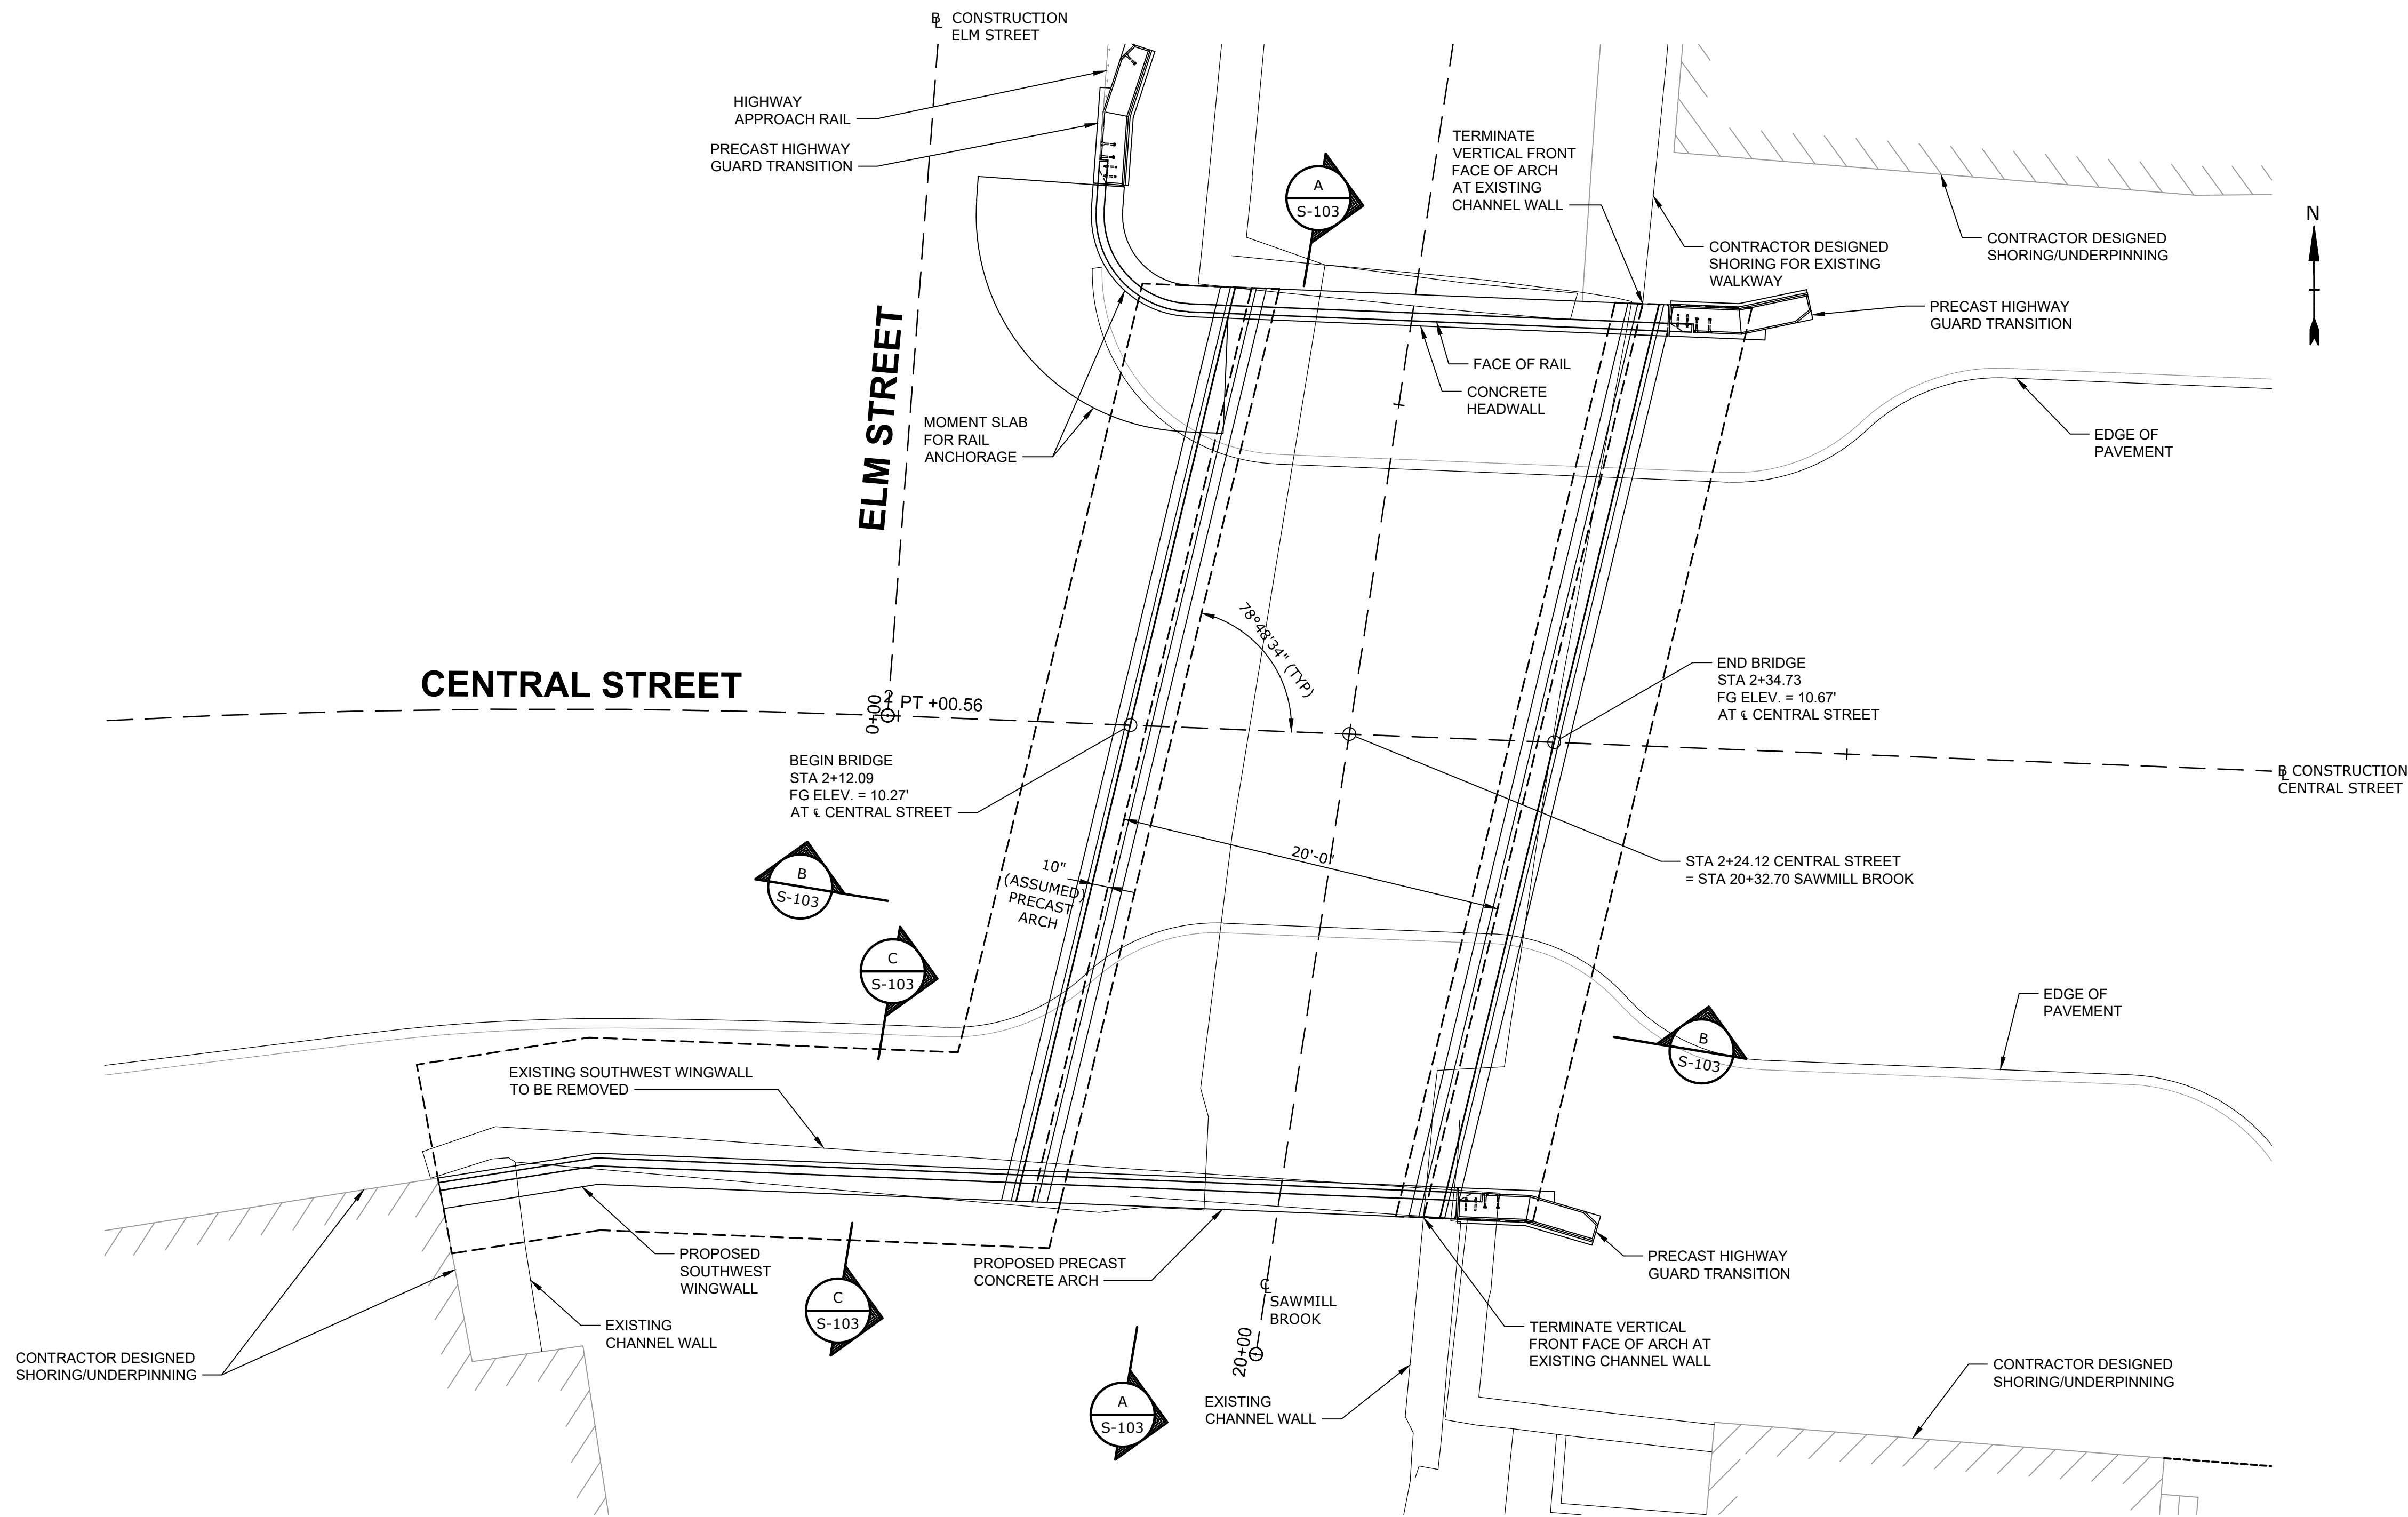 ℄ CONSTRUCTION
ELM STREET
HIGHWAY
APPROACH RAIL
PRECAST HIGHWAY
GUARD TRANSITION
A
S-103
TERMINATE
VERTICAL FRONT
FACE OF ARCH
AT EXISTING
CHANNEL WALL
CONTRACTOR DESIGNED
SHORING FOR EXISTING
WALKWAY
CONTRACTOR DESIGNED
SHORING/UNDERPINNING
N
PRECAST HIGHWAY
GUARD TRANSITION
FACE OF RAIL
CONCRETE
HEADWALL
ELM STREET
MOMENT SLAB
FOR RAIL
ANCHORAGE
EDGE OF
PAVEMENT
78°48'34" (TYP)
CENTRAL STREET
0+00
2
PT +00.56
END BRIDGE
STA 2+34.73
FG ELEV. = 10.67'
AT ℄ CENTRAL STREET
BEGIN BRIDGE
STA 2+12.09
FG ELEV. = 10.27'
AT ℄ CENTRAL STREET
℄ CONSTRUCTION
CENTRAL STREET
STA 2+24.12 CENTRAL STREET
= STA 20+32.70 SAWMILL BROOK
20'-0"
10"
(ASSUMED)
PRECAST
ARCH
B
S-103
C
S-103
EDGE OF
PAVEMENT
B
S-103
EXISTING SOUTHWEST WINGWALL
TO BE REMOVED
PROPOSED
SOUTHWEST
WINGWALL
PROPOSED PRECAST
CONCRETE ARCH
PRECAST HIGHWAY
GUARD TRANSITION
℄
SAWMILL
BROOK
C
S-103
EXISTING
CHANNEL WALL
20+00
TERMINATE VERTICAL
FRONT FACE OF ARCH AT
EXISTING CHANNEL WALL
CONTRACTOR DESIGNED
SHORING/UNDERPINNING
CONTRACTOR DESIGNED
SHORING/UNDERPINNING
A
S-103
EXISTING
CHANNEL WALL